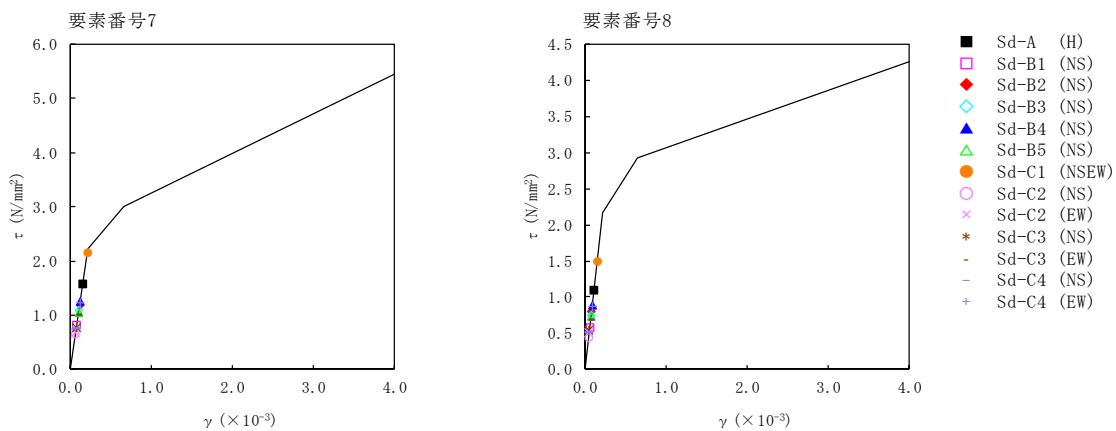 要素番号7
6.0
5.0
4.0
3.0
2.0
1.0
0.0
τ (N/mm²)
0.0 1.0 2.0 3.0 4.0
γ (×10⁻³)
要素番号8
4.5
4.0
3.5
3.0
2.5
2.0
1.5
1.0
0.5
0.0
τ (N/mm²)
0.0 1.0 2.0 3.0 4.0
γ (×10⁻³)
Sd-A (H)
Sd-B1 (NS)
Sd-B2 (NS)
Sd-B3 (NS)
Sd-B4 (NS)
Sd-B5 (NS)
Sd-C1 (NSEW)
Sd-C2 (NS)
Sd-C2 (EW)
Sd-C3 (NS)
Sd-C3 (EW)
Sd-C4 (NS)
Sd-C4 (EW)